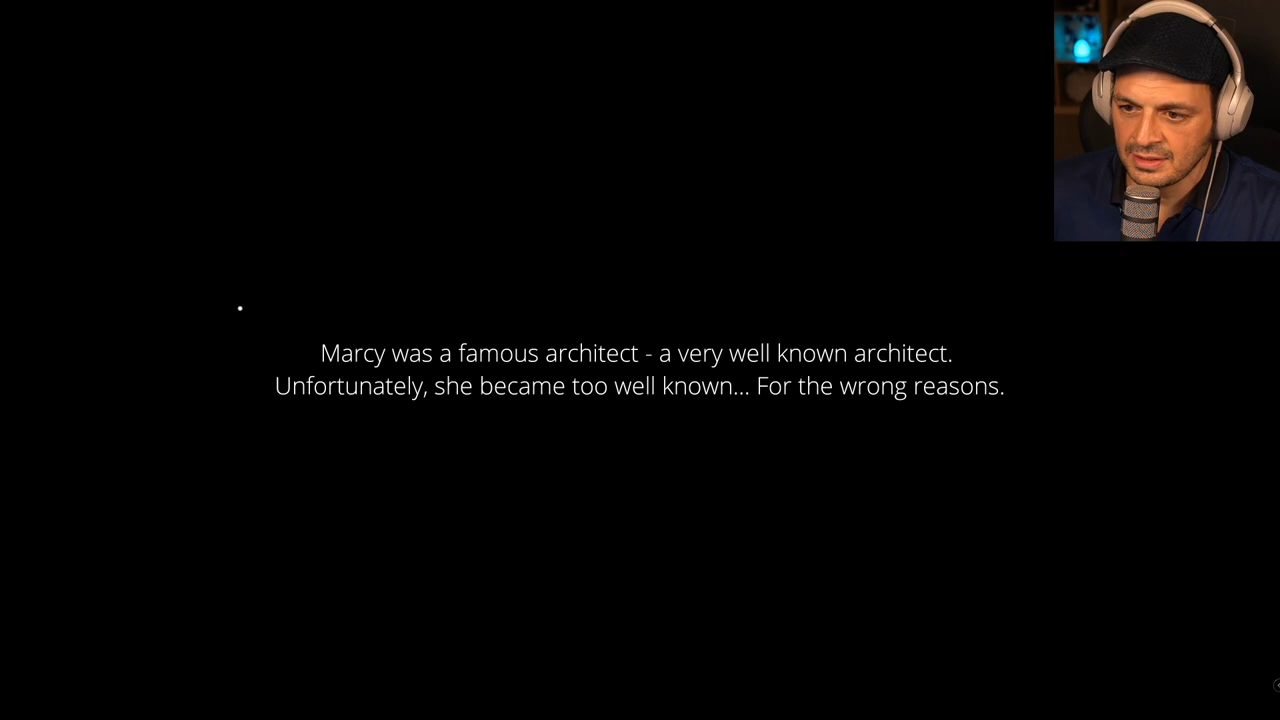 Marcy was a famous architect - a very well known architect.
Unfortunately, she became too well known... For the wrong reasons.